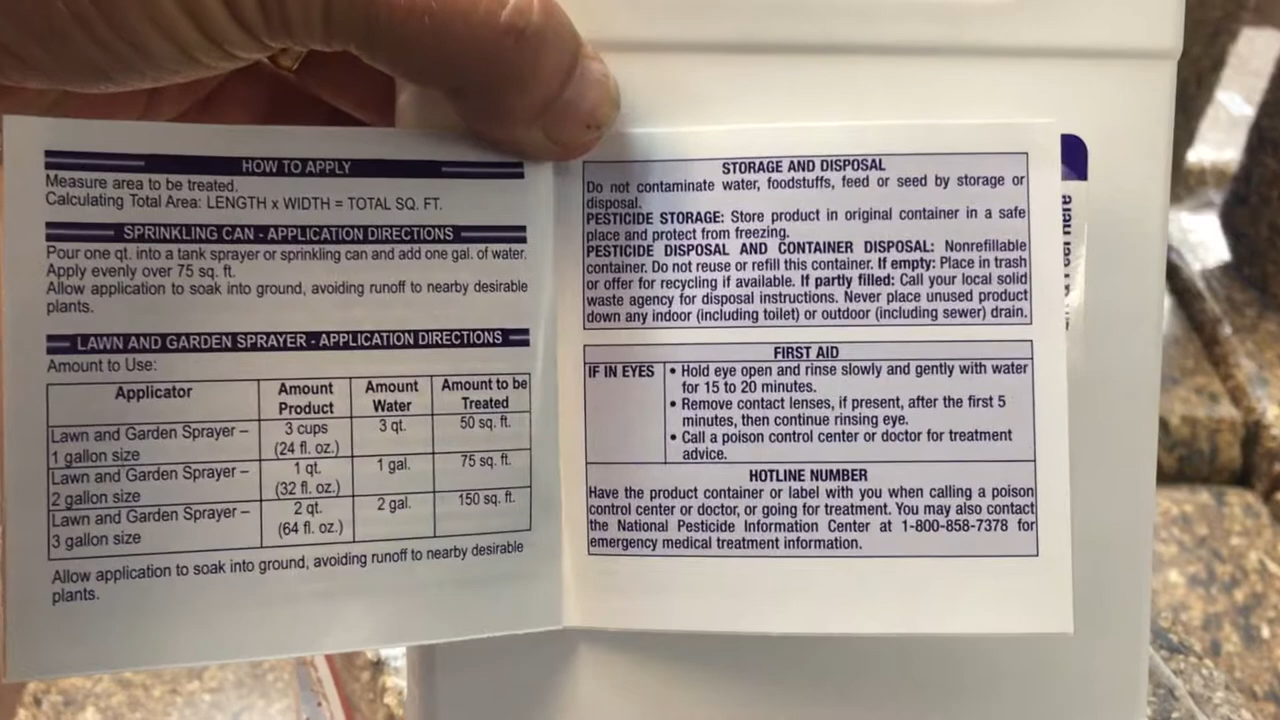 HOW TO APPLY
Measure area to be treated.
Calculating Total Area: LENGTH x WIDTH = TOTAL SQ. FT.
SPRINKLING CAN - APPLICATION DIRECTIONS
Pour one qt. into a tank sprayer or sprinkling can and add one gal. of water.
Apply evenly over 75 sq. ft.
Allow application to soak into ground, avoiding runoff to nearby desirable
plants.
LAWN AND GARDEN SPRAYER - APPLICATION DIRECTIONS
Amount to Use:
Applicator Amount Product Amount Water Amount to be Treated
Lawn and Garden Sprayer – 1 gallon size 3 cups (24 fl. oz.) 3 qt. 50 sq. ft.
Lawn and Garden Sprayer – 2 gallon size 1 qt. (32 fl. oz.) 1 gal. 75 sq. ft.
Lawn and Garden Sprayer – 3 gallon size 2 qt. (64 fl. oz.) 2 gal. 150 sq. ft.
Allow application to soak into ground, avoiding runoff to nearby desirable
plants.
STORAGE AND DISPOSAL
Do not contaminate water, foodstuffs, feed or seed by storage or
disposal.
PESTICIDE STORAGE: Store product in original container in a safe
place and protect from freezing.
PESTICIDE DISPOSAL AND CONTAINER DISPOSAL: Nonrefillable
container. Do not reuse or refill this container. If empty: Place in trash
or offer for recycling if available. If partly filled: Call your local solid
waste agency for disposal instructions. Never place unused product
down any indoor (including toilet) or outdoor (including sewer) drain.
FIRST AID
IF IN EYES • Hold eye open and rinse slowly and gently with water
for 15 to 20 minutes.
• Remove contact lenses, if present, after the first 5
minutes, then continue rinsing eye.
• Call a poison control center or doctor for treatment
advice.
HOTLINE NUMBER
Have the product container or label with you when calling a poison
control center or doctor, or going for treatment. You may also contact
the National Pesticide Information Center at 1-800-858-7378 for
emergency medical treatment information.